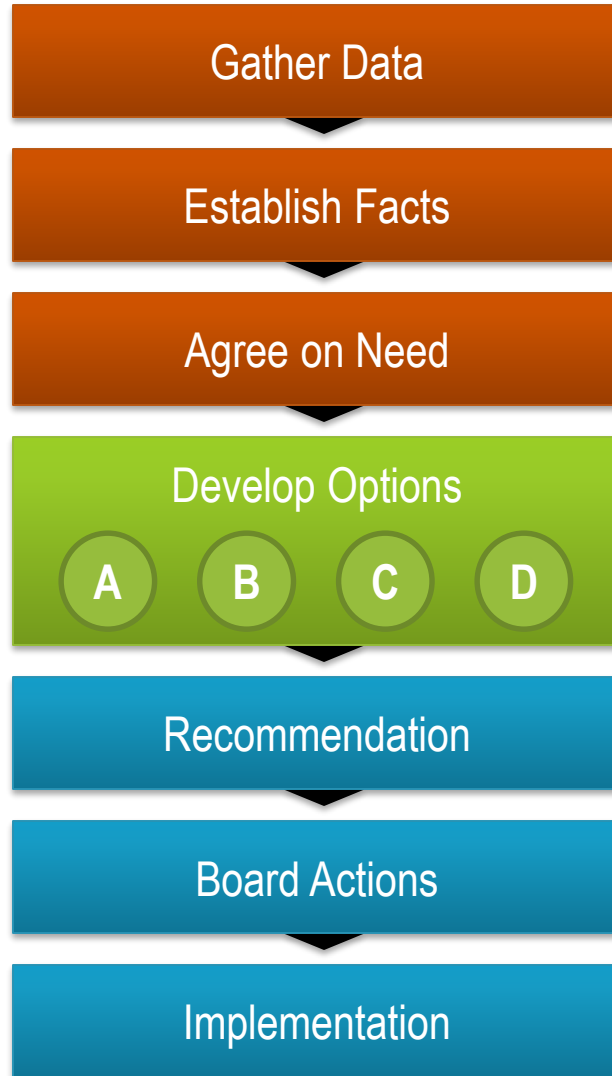 Gather Data
Establish Facts
Agree on Need
Develop Options
A B C D
Recommendation
Board Actions
Implementation